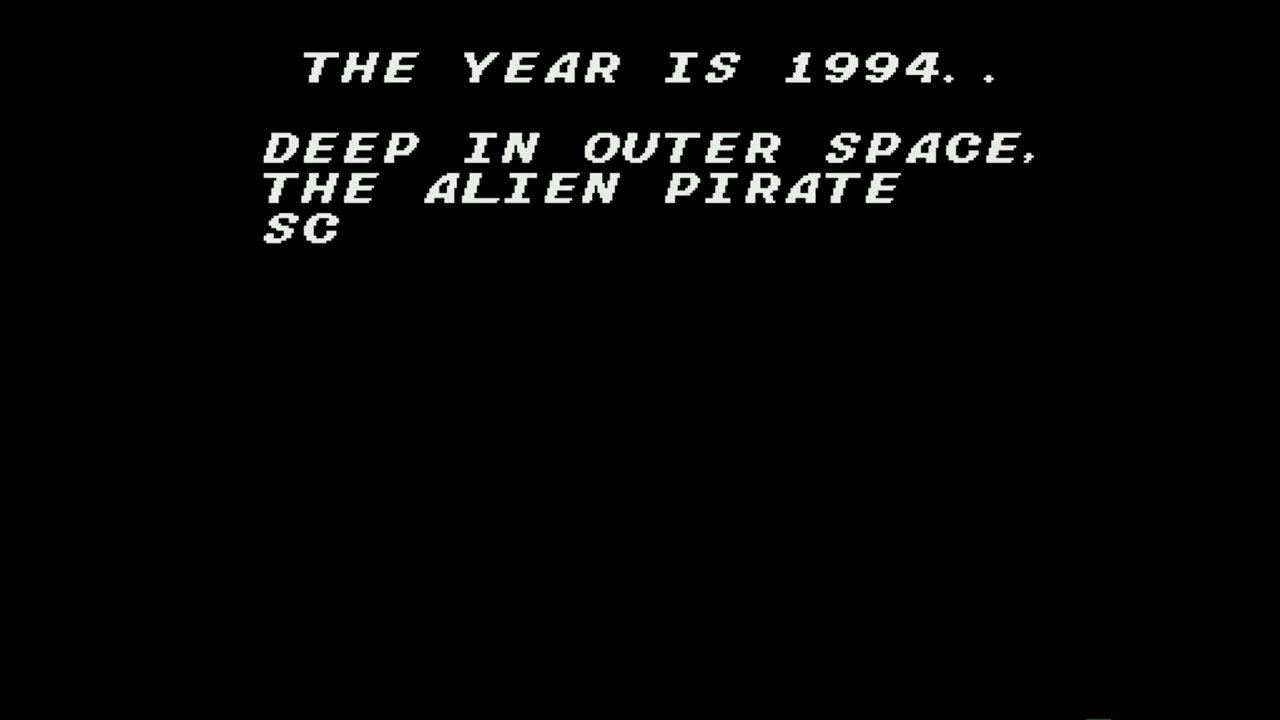 THE YEAR IS 1994..
DEEP IN OUTER SPACE,
THE ALIEN PIRATE
SC